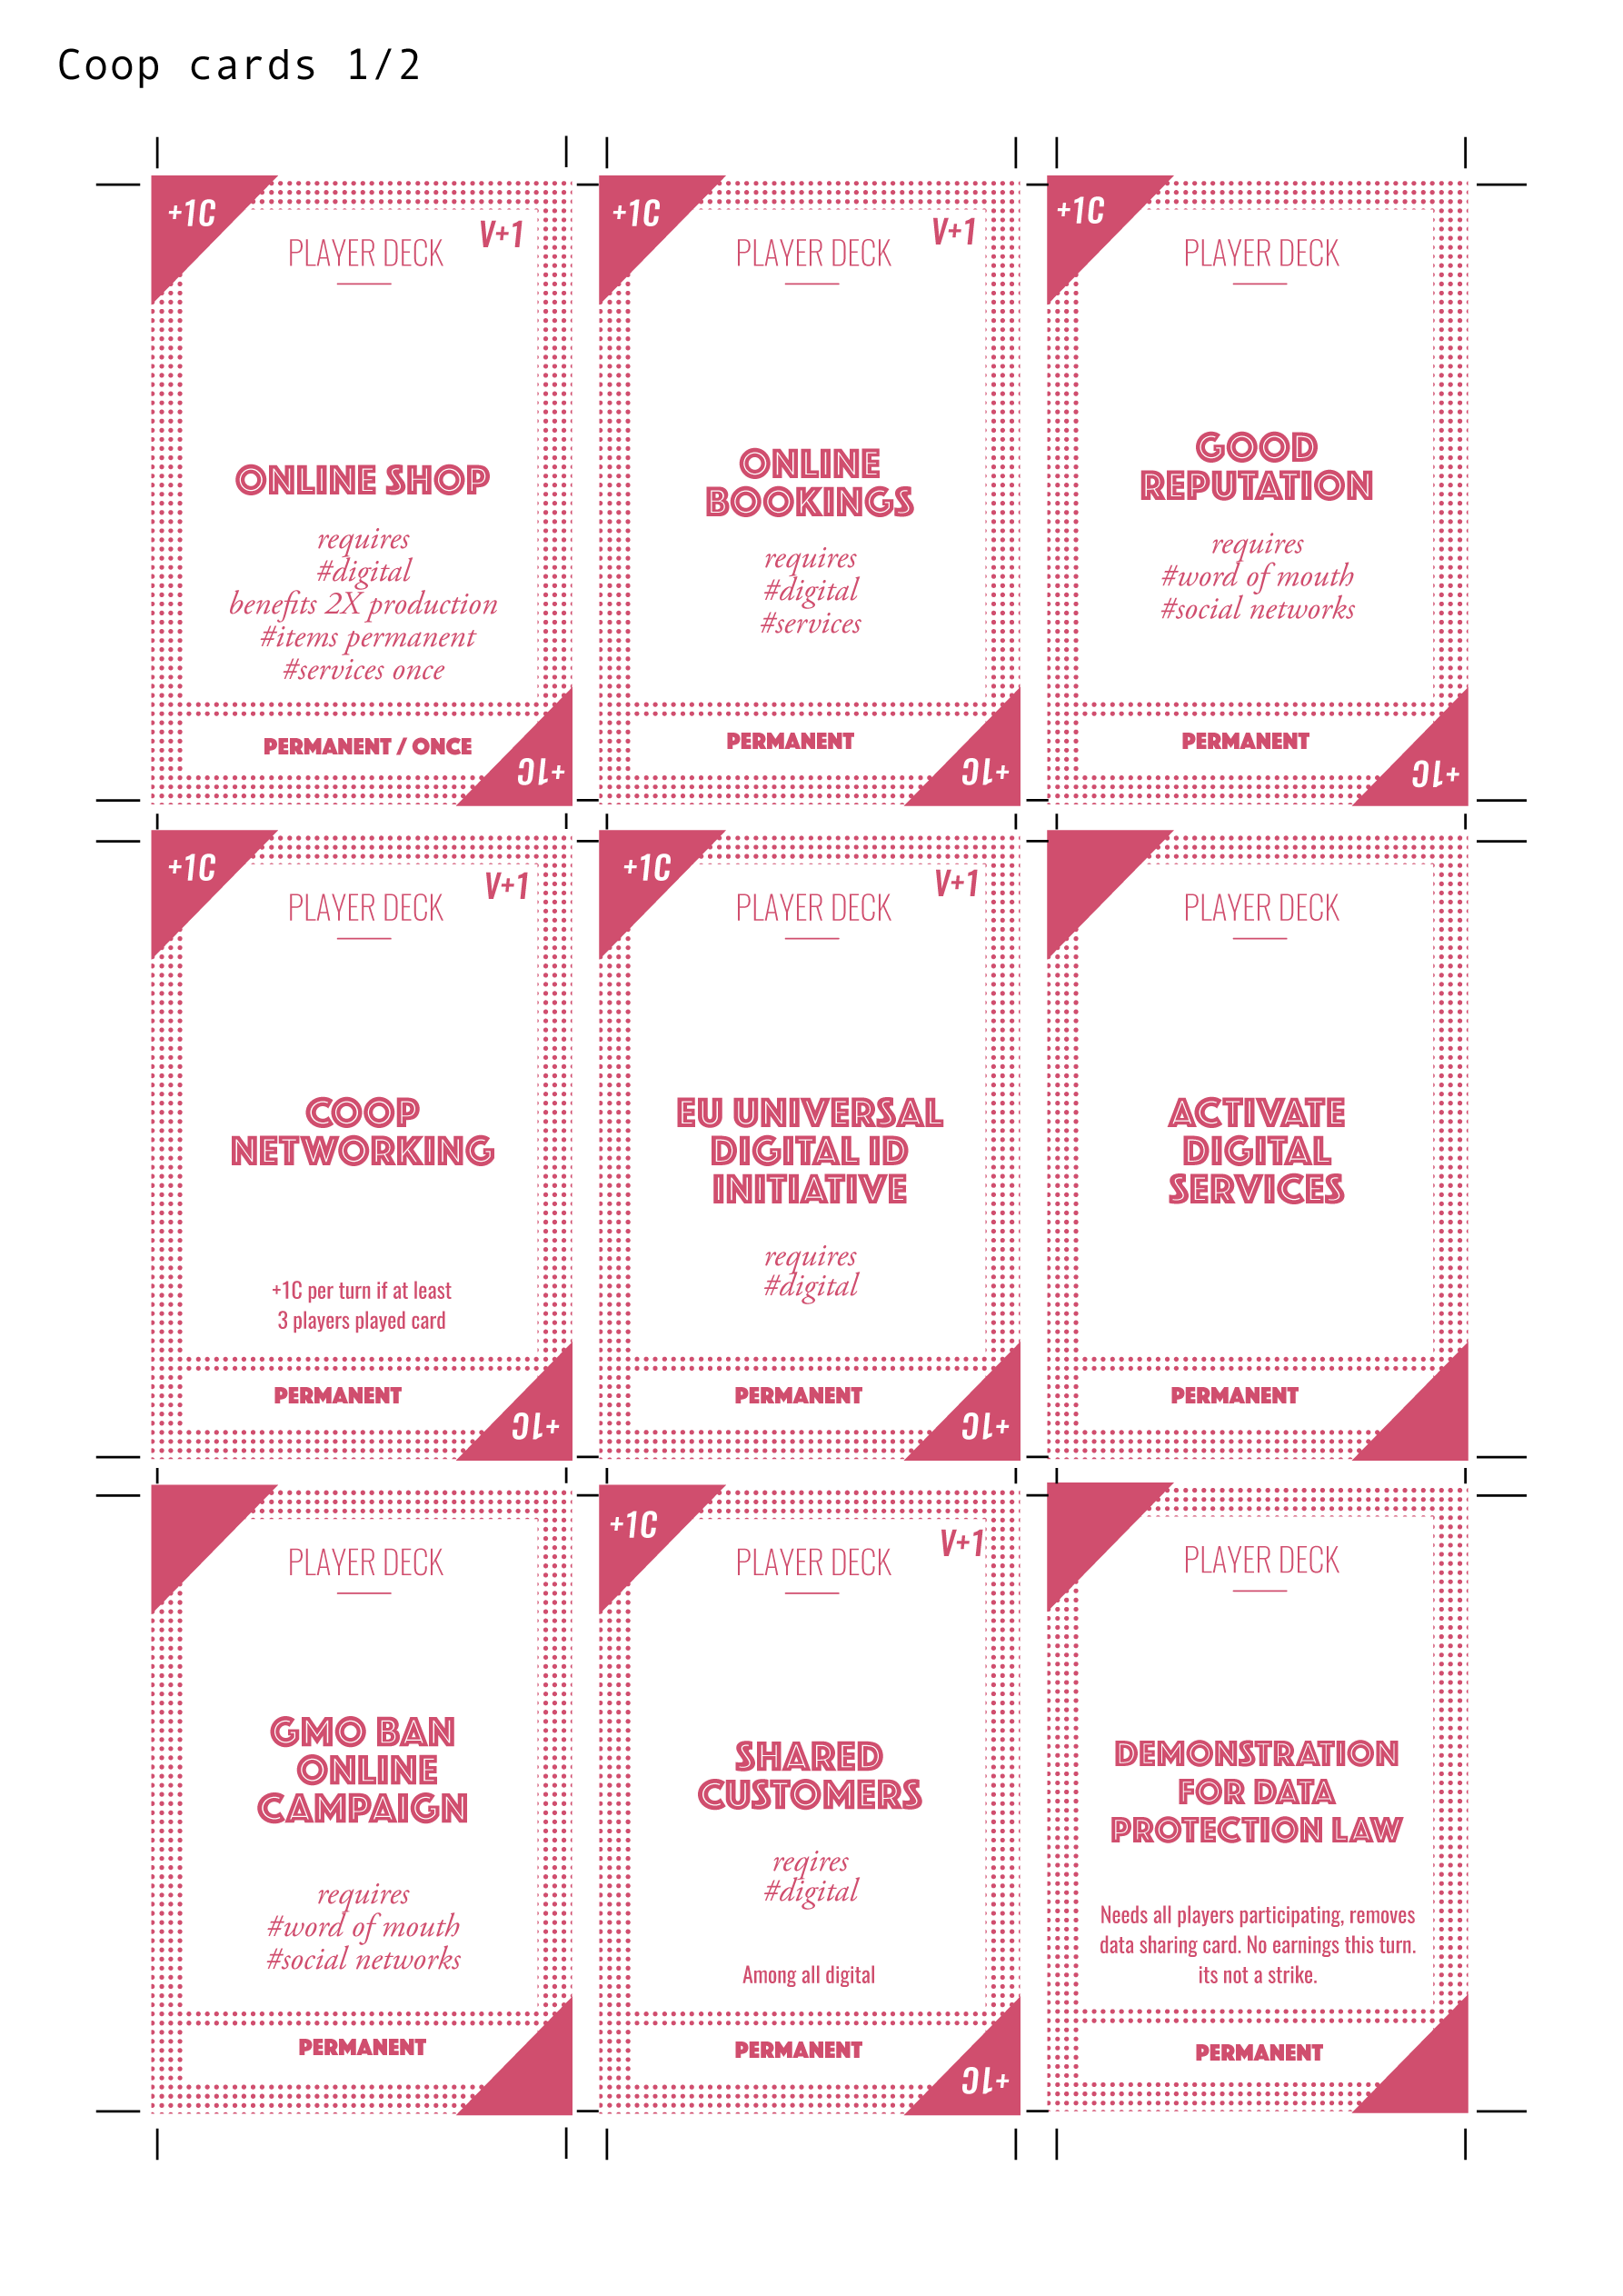 Coop cards 1/2
+1C
PLAYER DECK
V+1
ONLINE SHOP
requires
#digital
benefits 2X production
#items permanent
#services once
PERMANENT / ONCE
+1C
+1C
PLAYER DECK
V+1
ONLINE
BOOKINGS
requires
#digital
#services
PERMANENT
+1C
+1C
PLAYER DECK
GOOD
REPUTATION
requires
#word of mouth
#social networks
PERMANENT
+1C
+1C
PLAYER DECK
V+1
COOP
NETWORKING
+1C per turn if at least
3 players played card
PERMANENT
+1C
+1C
PLAYER DECK
V+1
EU UNIVERSAL
DIGITAL ID
INITIATIVE
requires
#digital
PERMANENT
+1C
PLAYER DECK
ACTIVATE
DIGITAL
SERVICES
PERMANENT
PLAYER DECK
GMO BAN
ONLINE
CAMPAIGN
requires
#word of mouth
#social networks
PERMANENT
+1C
PLAYER DECK
V+1
SHARED
CUSTOMERS
reqires
#digital
Among all digital
PERMANENT
+1C
PLAYER DECK
DEMONSTRATION
FOR DATA
PROTECTION LAW
Needs all players participating, removes
data sharing card. No earnings this turn.
its not a strike.
PERMANENT